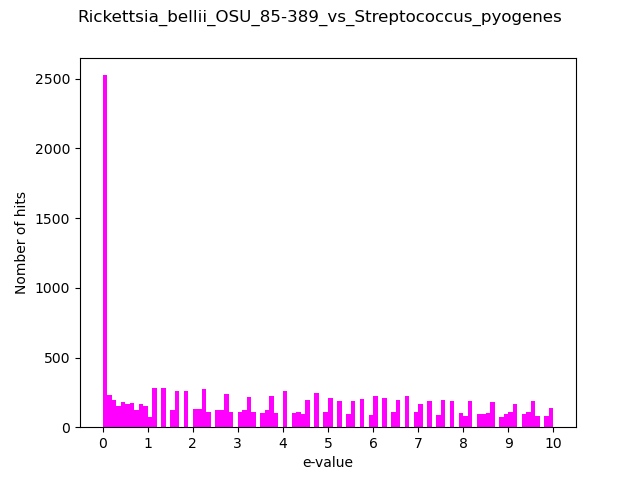 Rickettsia_bellii_OSU_85-389_vs_Streptococcus_pyogenes
2500
2000
1500
1000
500
0
Nomber of hits
0 1 2 3 4 5 6 7 8 9 10
e-value